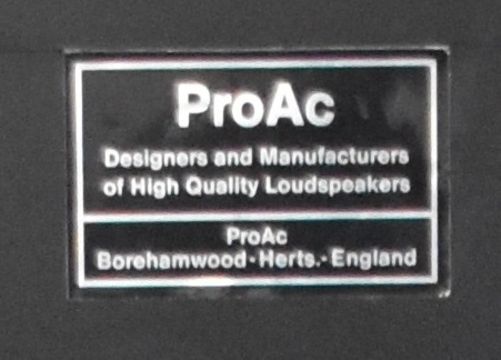 ProAc
Designers and Manufacturers
of High Quality Loudspeakers
ProAc
Borehamwood·Herts.·England